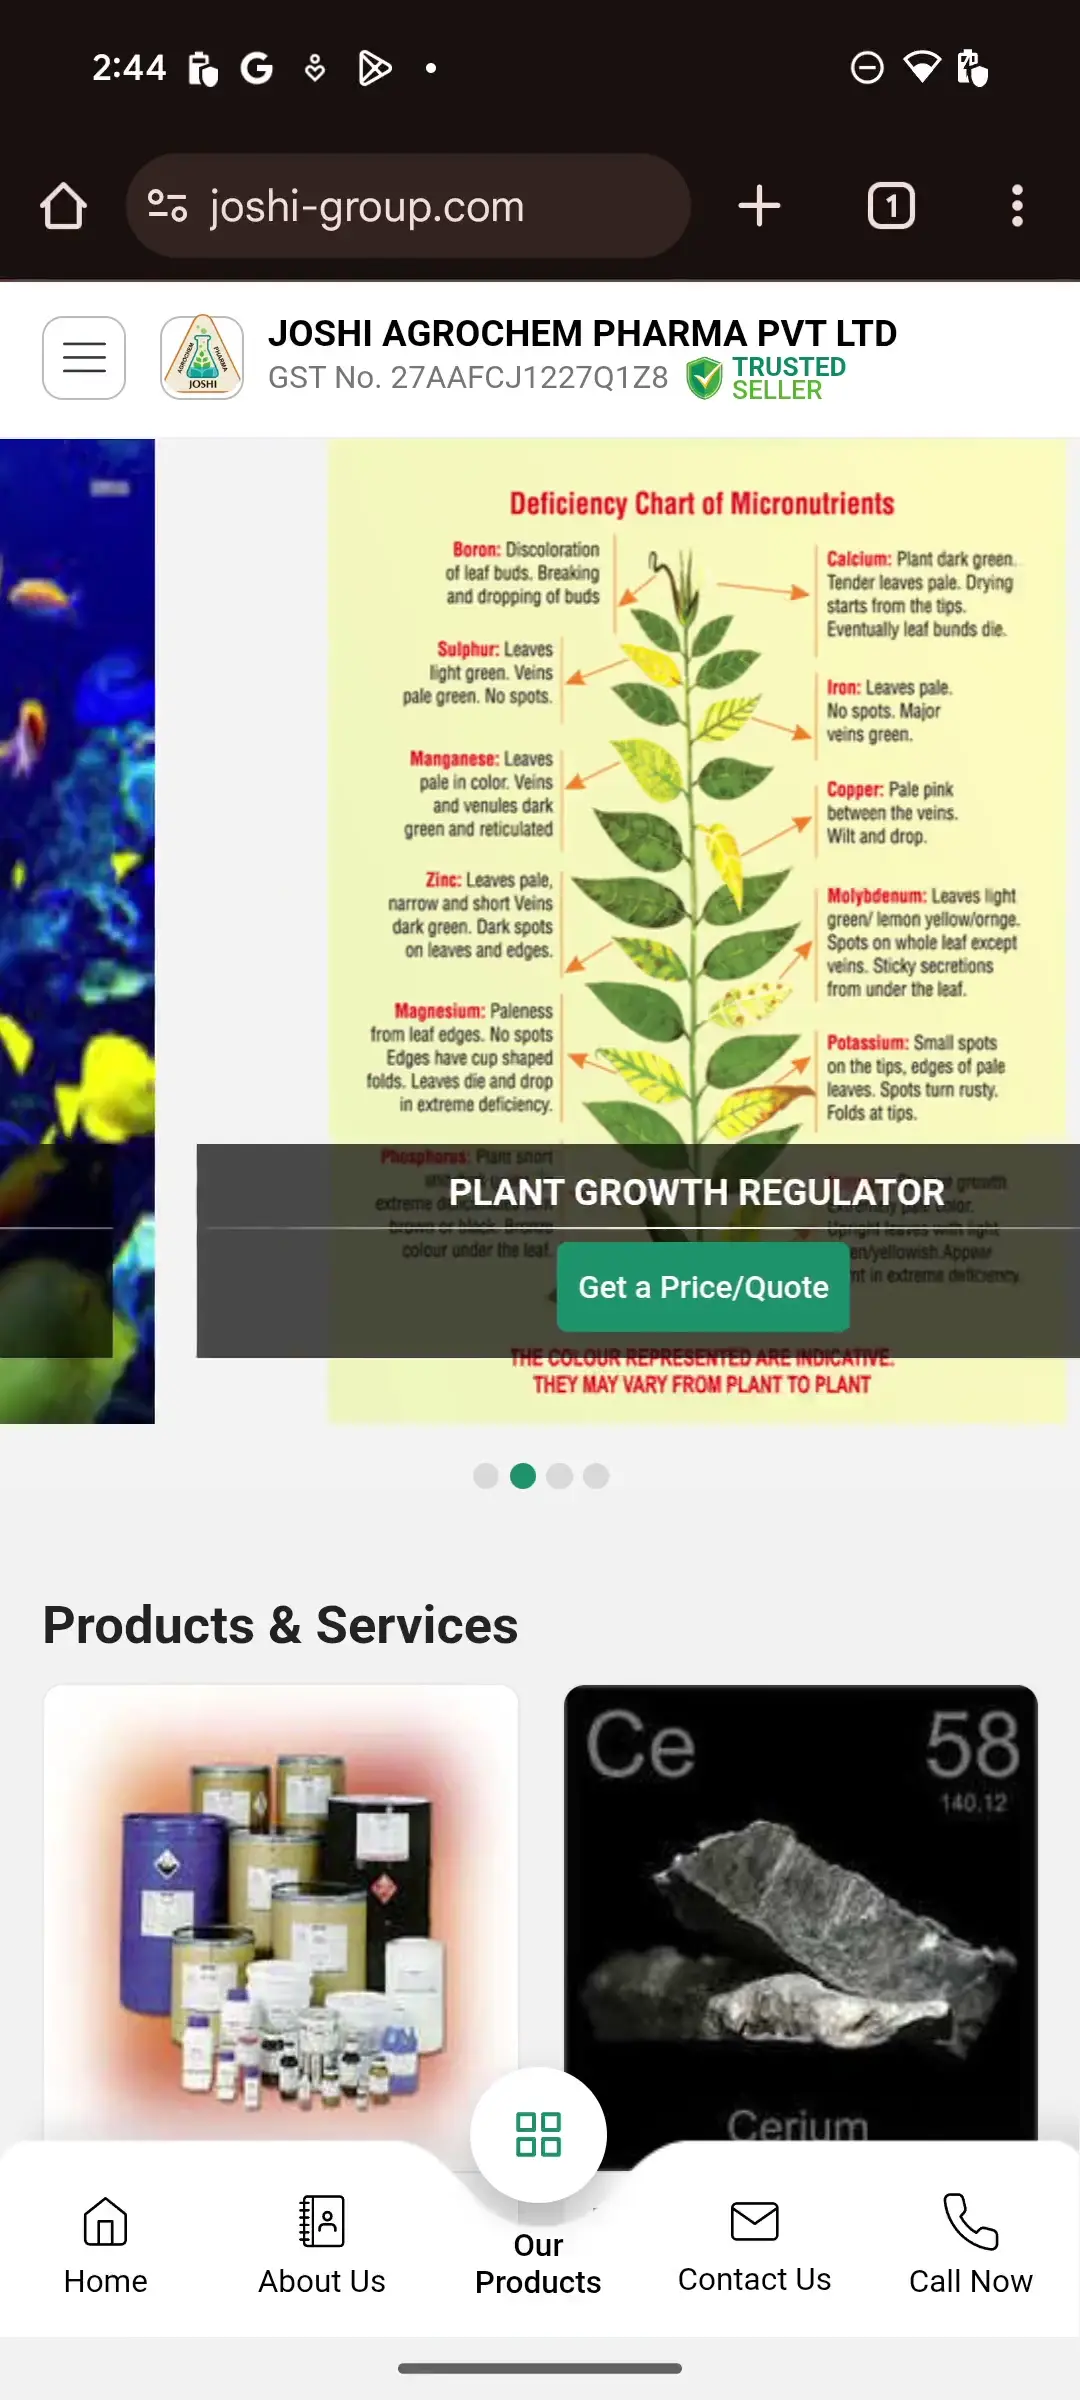 2:44
joshi-group.com
1
JOSHI AGROCHEM PHARMA PVT LTD
GST No. 27AAFCJ1227Q1Z8
TRUSTED
SELLER
AGROCHEM
PHARMA
JOSHI
Deficiency Chart of Micronutrients
Boron: Discoloration
of leaf buds. Breaking
and dropping of buds
Sulphur: Leaves
light green. Veins
pale green. No spots.
Manganese: Leaves
pale in color. Veins
and venules dark
green and reticulated
Zinc: Leaves pale,
narrow and short Veins
dark green. Dark spots
on leaves and edges.
Magnesium: Paleness
from leaf edges. No spots
Edges have cup shaped
folds. Leaves die and drop
in extreme deficiency.
Phosphorus: Plant short
extreme
brown or black. Bronze
colour under the leaf.
Calcium: Plant dark green.
Tender leaves pale. Drying
starts from the tips.
Eventually leaf bunds die.
Iron: Leaves pale.
No spots. Major
veins green.
Copper: Pale pink
between the veins.
Wilt and drop.
Molybdenum: Leaves light
green/ lemon yellow/ornge.
Spots on whole leaf except
veins. Sticky secretions
from under the leaf.
Potassium: Small spots
on the tips, edges of pale
leaves. Spots turn rusty.
Folds at tips.
growth
Extremely pale color.
Upright leaves with light
en/yellowish.Appear
nt in extreme deficiency.
PLANT GROWTH REGULATOR
Get a Price/Quote
THE COLOUR REPRESENTED ARE INDICATIVE.
THEY MAY VARY FROM PLANT TO PLANT
Products & Services
Ce
58
140.12
Cerium
Home
About Us
Our
Products
Contact Us
Call Now